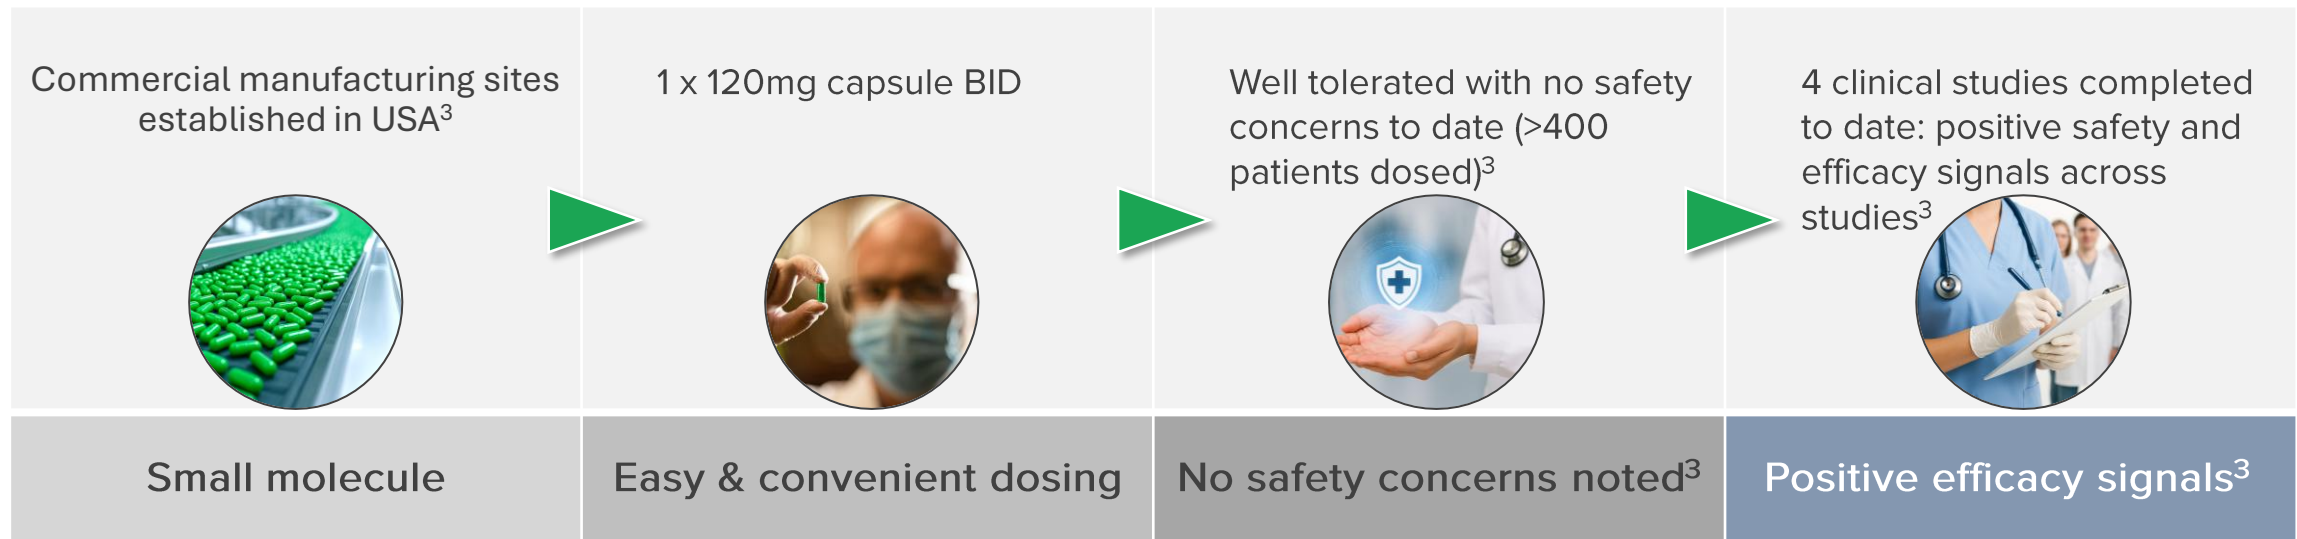 Commercial manufacturing sites
established in USA³
1 x 120mg capsule BID
Well tolerated with no safety
concerns to date (>400
patients dosed)³
4 clinical studies completed
to date: positive safety and
efficacy signals across
studies³
Small molecule
Easy & convenient dosing
No safety concerns noted³
Positive efficacy signals³